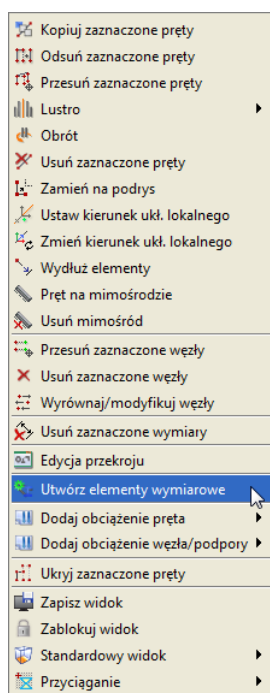 Kopiuj zaznaczone pręty
Odsuń zaznaczone pręty
Przesuń zaznaczone pręty
Lustro
Obrót
Usuń zaznaczone pręty
Zamień na podrys
Ustaw kierunek ukł. lokalnego
Zmień kierunek ukł. lokalnego
Wydłuż elementy
Pręt na mimośrodzie
Usuń mimośród
Przesuń zaznaczone węzły
Usuń zaznaczone węzły
Wyrównaj/modyfikuj węzły
Usuń zaznaczone wymiary
Edycja przekroju
Utwórz elementy wymiarowe
Dodaj obciążenie pręta
Dodaj obciążenie węzła/podpory
Ukryj zaznaczone pręty
Zapisz widok
Zablokuj widok
Standardowy widok
Przyciąganie